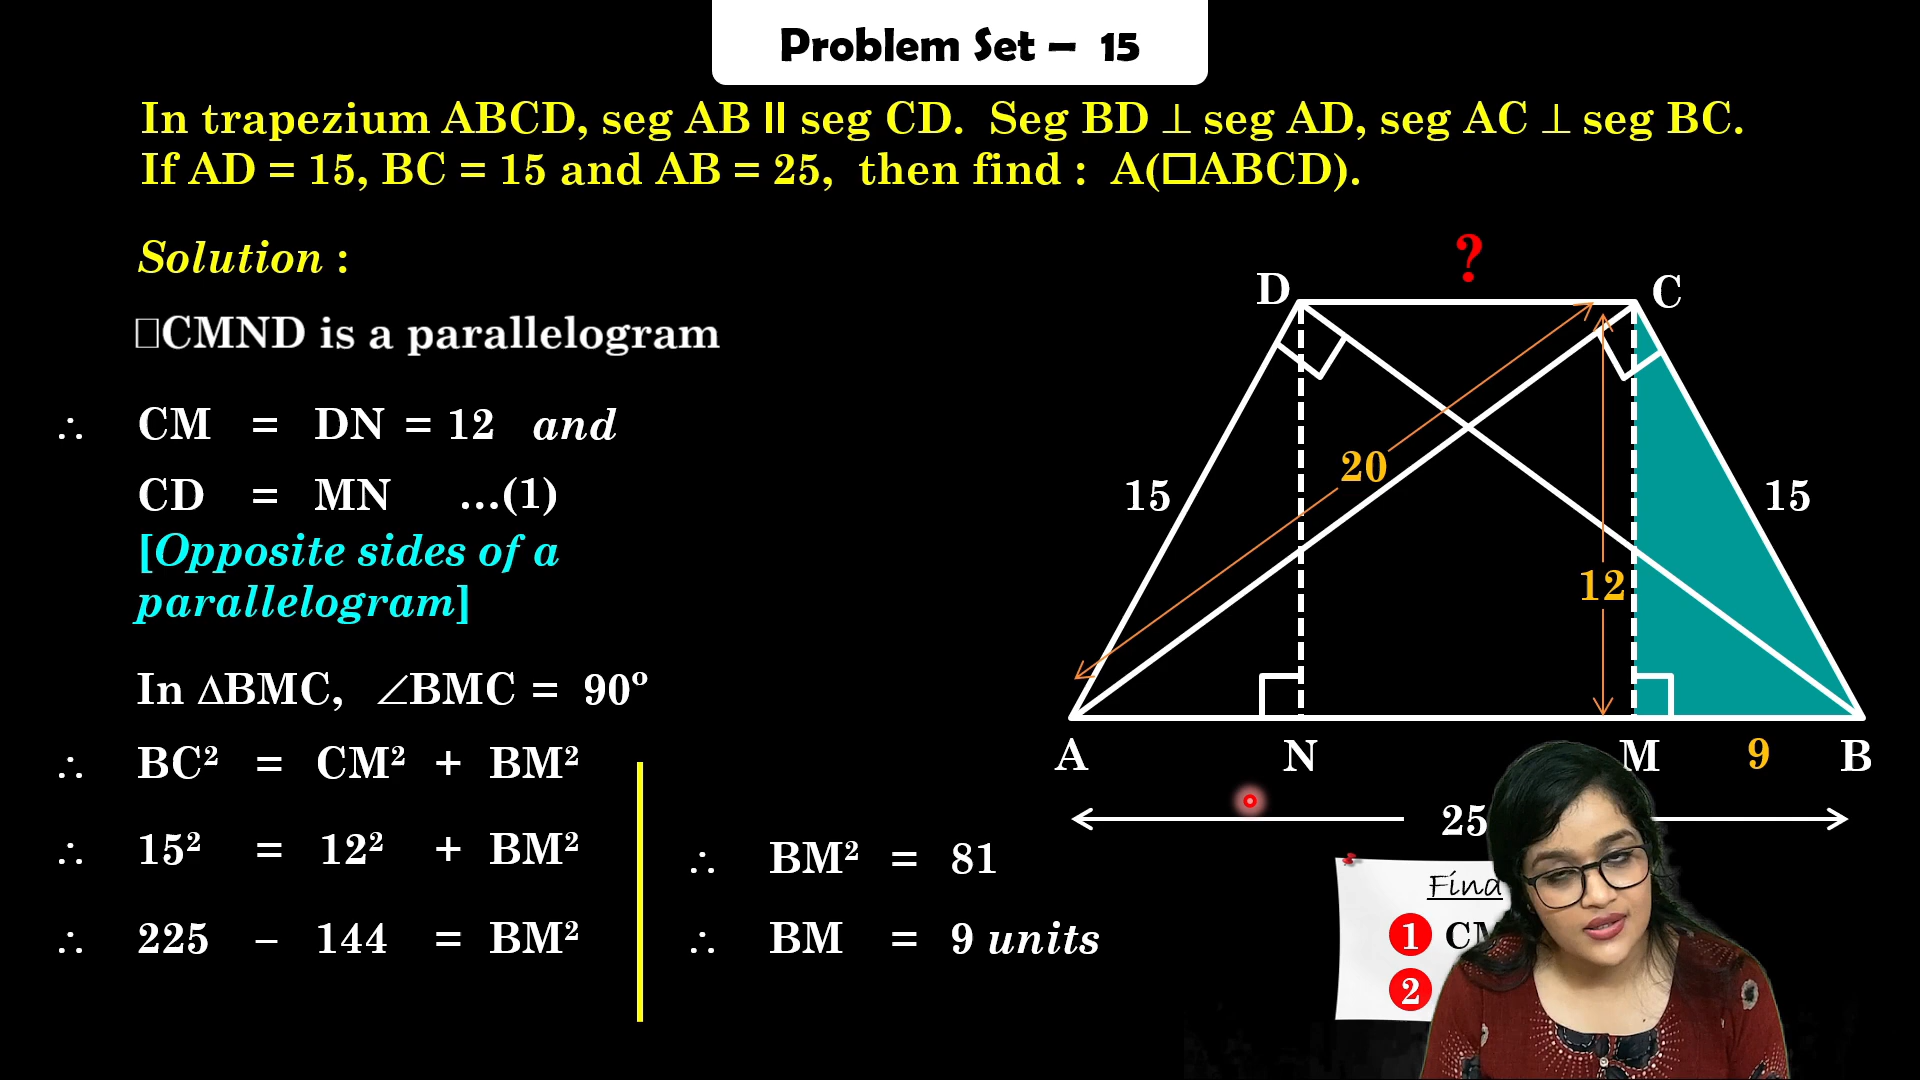 Problem Set – 15
In trapezium ABCD, seg AB || seg CD. Seg BD ⊥ seg AD, seg AC ⊥ seg BC.
If AD = 15, BC = 15 and AB = 25, then find : A(□ABCD).
Solution :
□CMND is a parallelogram
∴ CM = DN = 12 and
CD = MN ...(1)
[Opposite sides of a
parallelogram]
In ∆BMC, ∠BMC = 90º
∴ BC² = CM² + BM²
∴ 15² = 12² + BM²
∴ 225 – 144 = BM²
∴ BM² = 81
∴ BM = 9 units
?
D C
20
15 15
12
A N M 9 B
25
Find
1
2